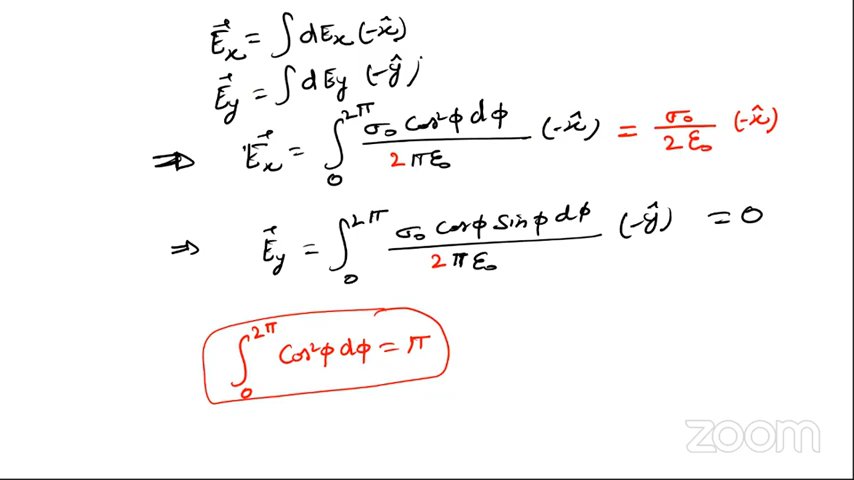 E⃗x = ∫ dEx (-x̂)
E⃗y = ∫ dEy (-ŷ)
⇒ E⃗x = ∫₀^2π σ₀ cos²φ dφ / 2πε₀ (-x̂) = σ₀ / 2ε₀ (-x̂)
⇒ E⃗y = ∫₀^2π σ₀ cosφ sinφ dφ / 2πε₀ (-ŷ) = 0
∫₀^2π cos²φ dφ = π
zoom